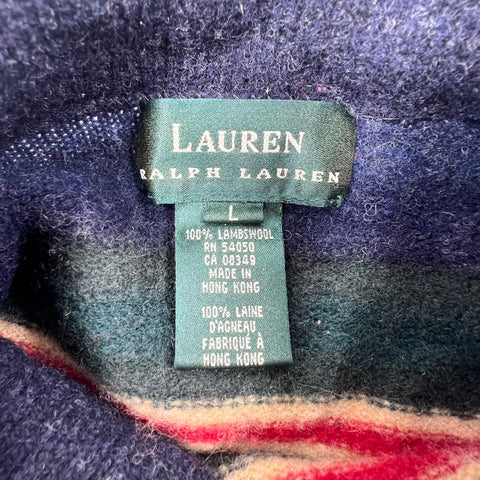 LAUREN
RALPH LAUREN
L
100% LAMBSWOOL
RN 54050
CA 08349
MADE IN
HONG KONG
100% LAINE
D'AGNEAU
FABRIQUÉ À
HONG KONG